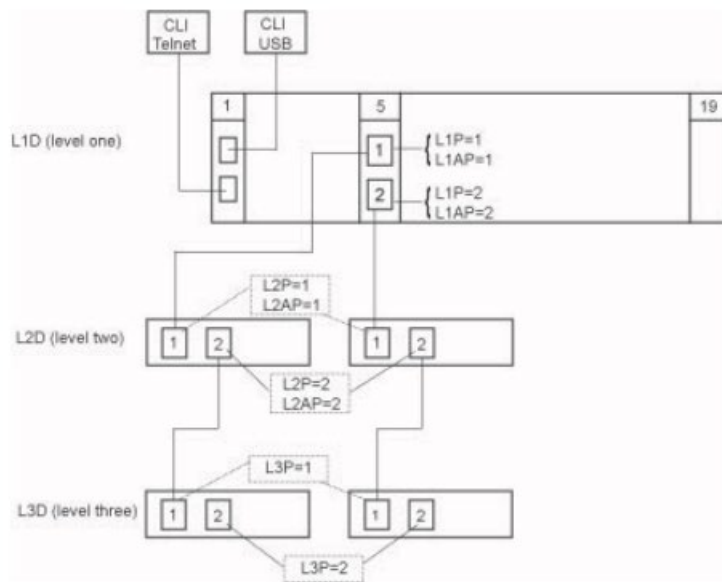 CLI
Telnet
CLI
USB
1
5
19
L1D (level one)
1
L1P=1
L1AP=1
2
L1P=2
L1AP=2
L2P=1
L2AP=1
L2D (level two)
1
2
1
2
L2P=2
L2AP=2
L3P=1
L3D (level three)
1
2
1
2
L3P=2